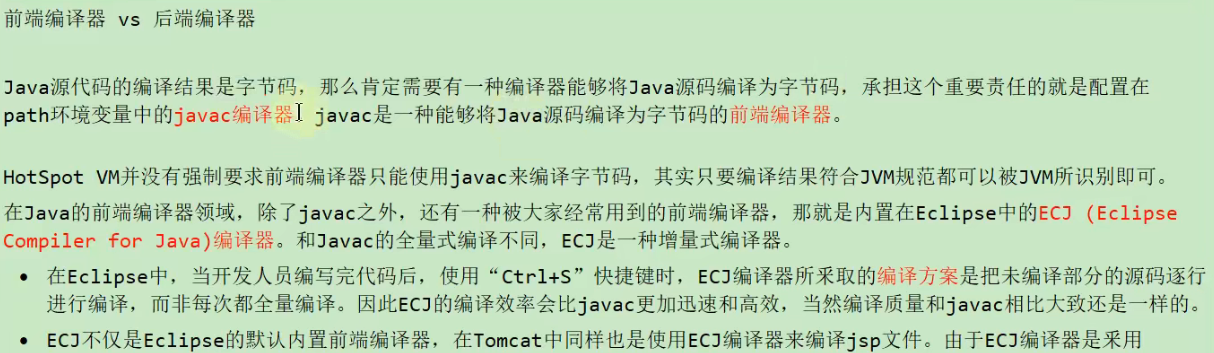 前端编译器 vs 后端编译器
Java源代码的编译结果是字节码，那么肯定需要有一种编译器能够将Java源码编译为字节码，承担这个重要责任的就是配置在
path环境变量中的javac编译器 javac是一种能够将Java源码编译为字节码的前端编译器。
HotSpot VM并没有强制要求前端编译器只能使用javac来编译字节码，其实只要编译结果符合JVM规范都可以被JVM所识别即可。
在Java的前端编译器领域，除了javac之外，还有一种被大家经常用到的前端编译器，那就是内置在Eclipse中的ECJ (Eclipse
Compiler for Java)编译器。和Javac的全量式编译不同，ECJ是一种增量式编译器。
• 在Eclipse中，当开发人员编写完代码后，使用“Ctrl+S”快捷键时，ECJ编译器所采取的编译方案是把未编译部分的源码逐行
进行编译，而非每次都全量编译。因此ECJ的编译效率会比javac更加迅速和高效，当然编译质量和javac相比大致还是一样的。
• ECJ不仅是Eclipse的默认内置前端编译器，在Tomcat中同样也是使用ECJ编译器来编译jsp文件。由于ECJ编译器是采用